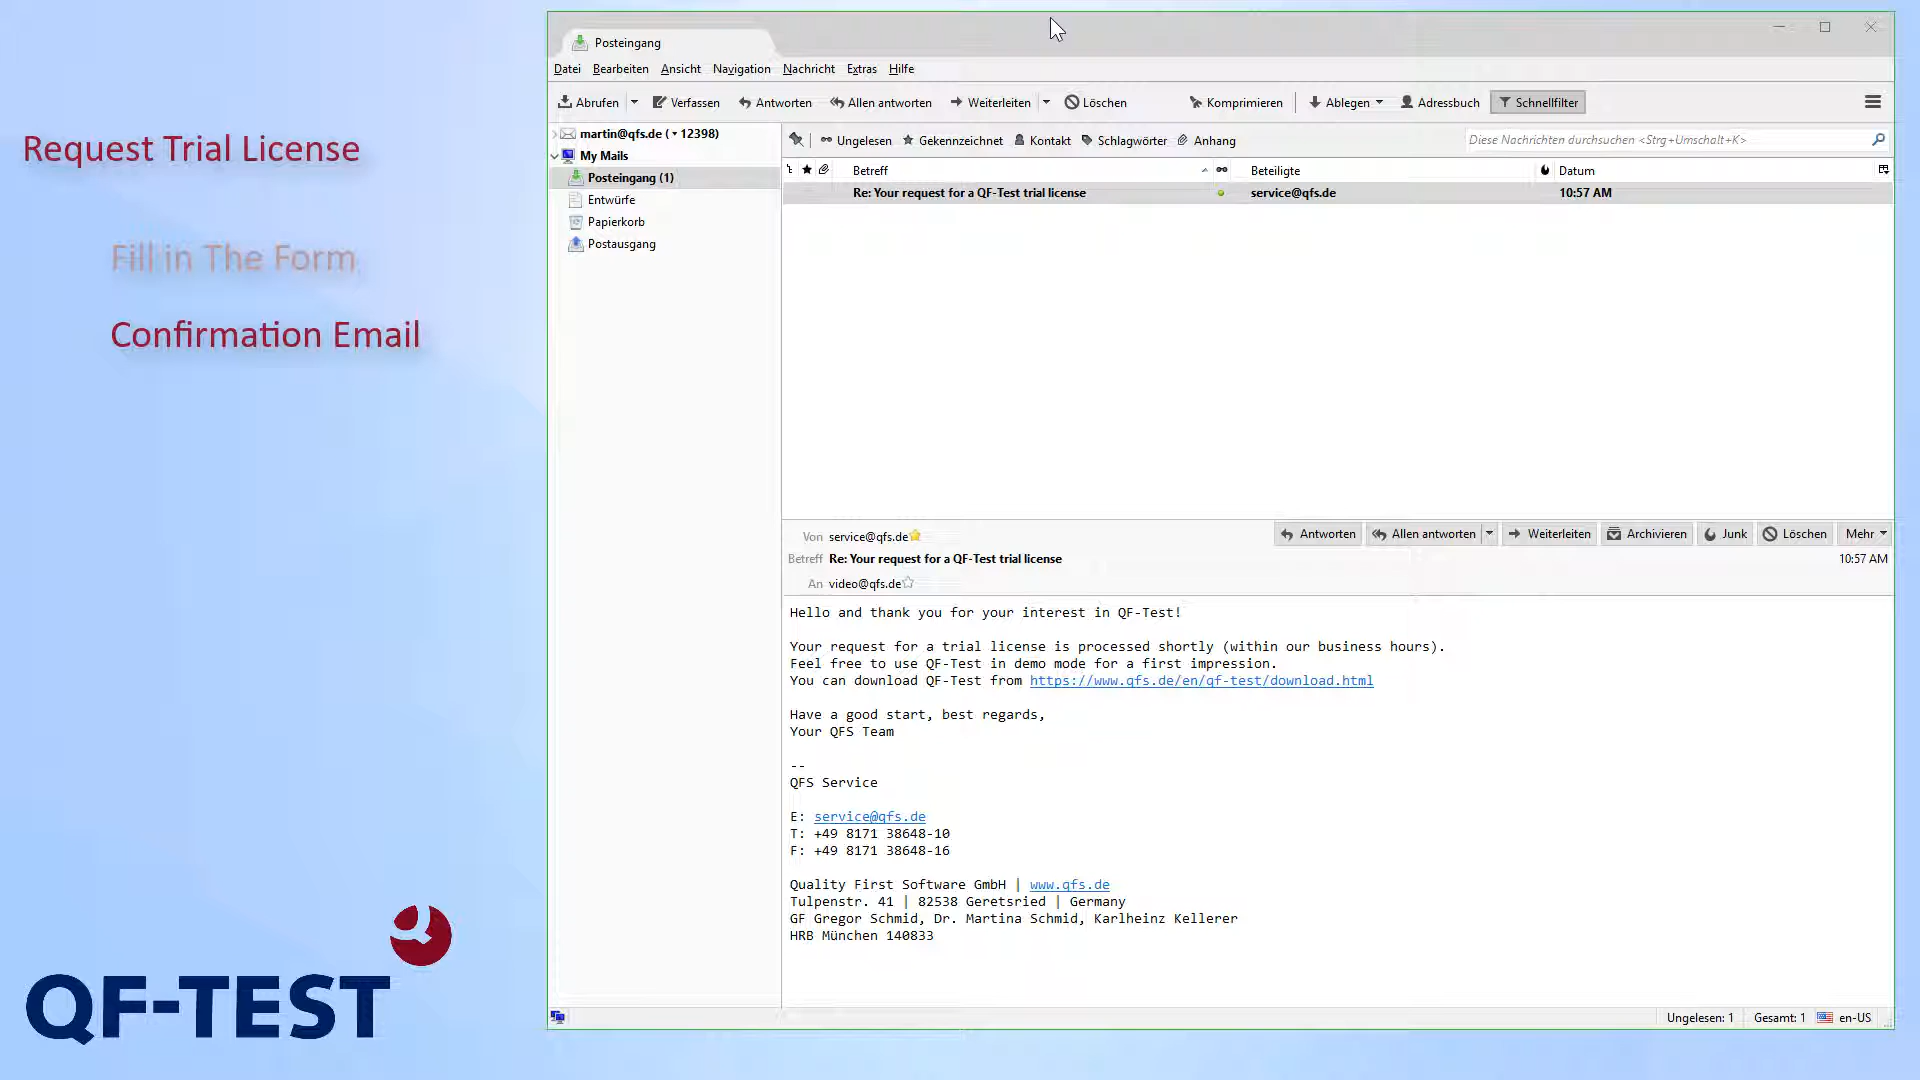 Request Trial License
Fill in The Form
Confirmation Email
QF-TEST
Posteingang
Datei Bearbeiten Ansicht Navigation Nachricht Extras Hilfe
Abrufen Verfassen Antworten Allen antworten Weiterleiten Löschen Komprimieren Ablegen Adressbuch Schnellfilter
martin@qfs.de ( • 12398)
My Mails
Posteingang (1)
Entwürfe
Papierkorb
Postausgang
Ungelesen Gekennzeichnet Kontakt Schlagwörter Anhang Diese Nachrichten durchsuchen <Strg+Umschalt+K>
Betreff Beteiligte Datum
Re: Your request for a QF-Test trial license service@qfs.de 10:57 AM
Von service@qfs.de Antworten Allen antworten Weiterleiten Archivieren Junk Löschen Mehr
Betreff Re: Your request for a QF-Test trial license 10:57 AM
An video@qfs.de
Hello and thank you for your interest in QF-Test!
Your request for a trial license is processed shortly (within our business hours).
Feel free to use QF-Test in demo mode for a first impression.
You can download QF-Test from https://www.qfs.de/en/qf-test/download.html
Have a good start, best regards,
Your QFS Team
--
QFS Service
E: service@qfs.de
T: +49 8171 38648-10
F: +49 8171 38648-16
Quality First Software GmbH | www.qfs.de
Tulpenstr. 41 | 82538 Geretsried | Germany
GF Gregor Schmid, Dr. Martina Schmid, Karlheinz Kellerer
HRB München 140833
Ungelesen: 1 Gesamt: 1 en-US